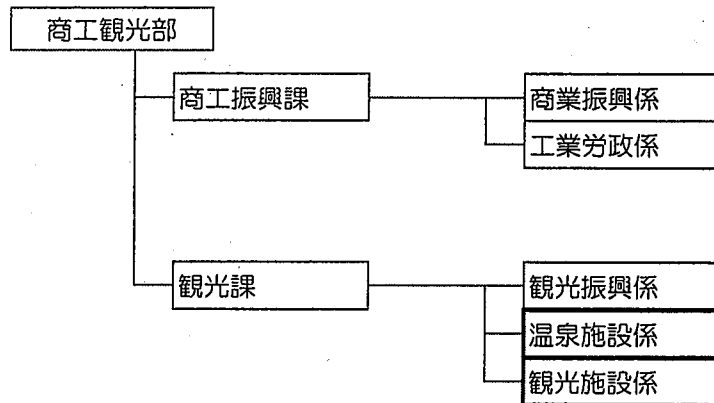 商工観光部
商工振興課
商業振興係
工業労政係
観光課
観光振興係
温泉施設係
観光施設係